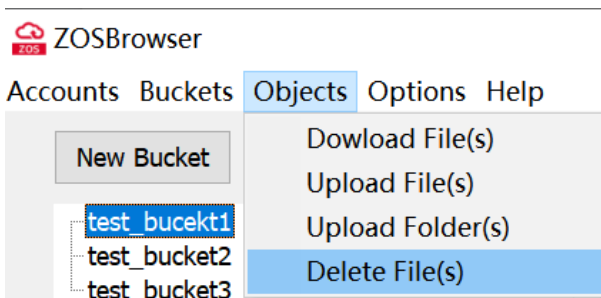 ZOS ZOSBrowser
Accounts Buckets Objects Options Help
New Bucket
test_bucekt1
test_bucket2
test_bucket3
Dowload File(s)
Upload File(s)
Upload Folder(s)
Delete File(s)